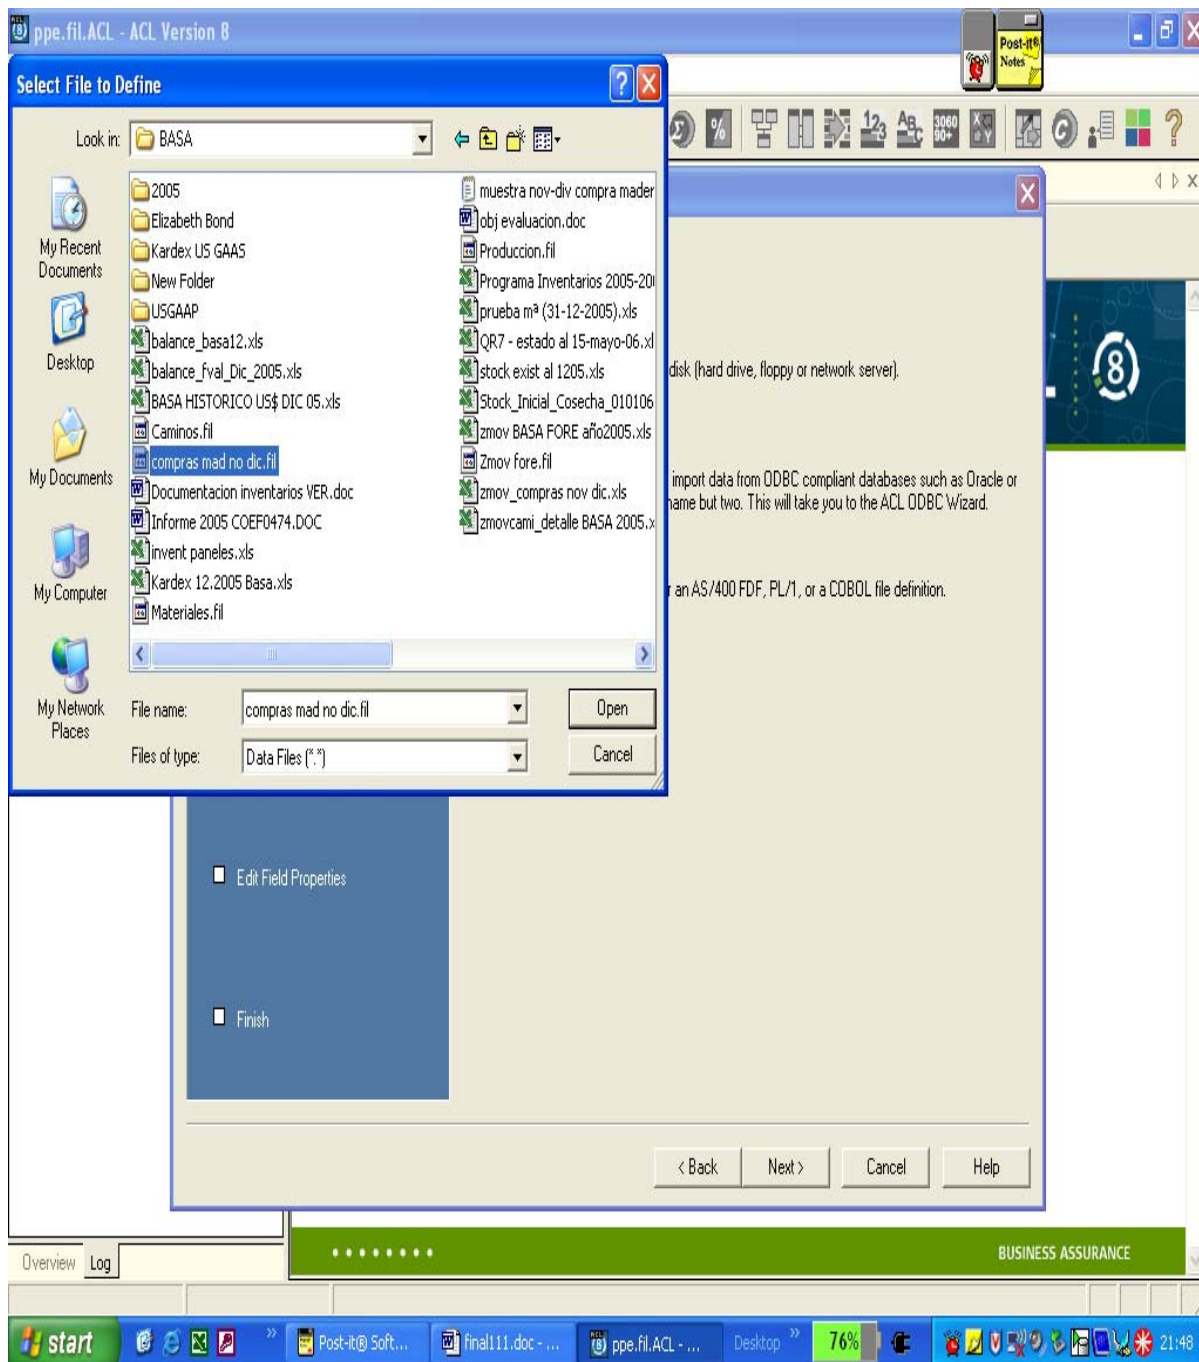 ppe.fil.ACL - ACL Version 8
Post-it®
Notes
Select File to Define
Look in:
BASA
My Recent
Documents
Desktop
My Documents
My Computer
My Network
Places
2005
Elizabeth Bond
Kardex US GAAS
New Folder
USGAAP
balance_basa12.xls
balance_fval_Dic_2005.xls
BASA HISTORICO US$ DIC 05.xls
Caminos.fil
compras mad no dic.fil
Documentacion inventarios VER.doc
Informe 2005 COEF0474.DOC
invent paneles.xls
Kardex 12.2005 Basa.xls
Materiales.fil
muestra nov-div compra mader
obj evaluacion.doc
Produccion.fil
Programa Inventarios 2005-20
prueba mª (31-12-2005).xls
QR7 - estado al 15-mayo-06.xl
stock exist al 1205.xls
Stock_Inicial_Cosecha_010106
zmov BASA FORE año2005.xls
Zmov fore.fil
zmov_compras nov dic.xls
zmovcami_detalle BASA 2005.x
File name:
compras mad no dic.fil
Open
Files of type:
Data Files (*.*)
Cancel
disk (hard drive, floppy or network server).
import data from ODBC compliant databases such as Oracle or
name but two. This will take you to the ACL ODBC Wizard.
r an AS/400 FDF, PL/1, or a COBOL file definition.
8
Edit Field Properties
Finish
< Back
Next >
Cancel
Help
Overview
Log
BUSINESS ASSURANCE
start
Post-it® Soft...
final111.doc - ...
ppe.fil.ACL - ...
Desktop
76%
21:48